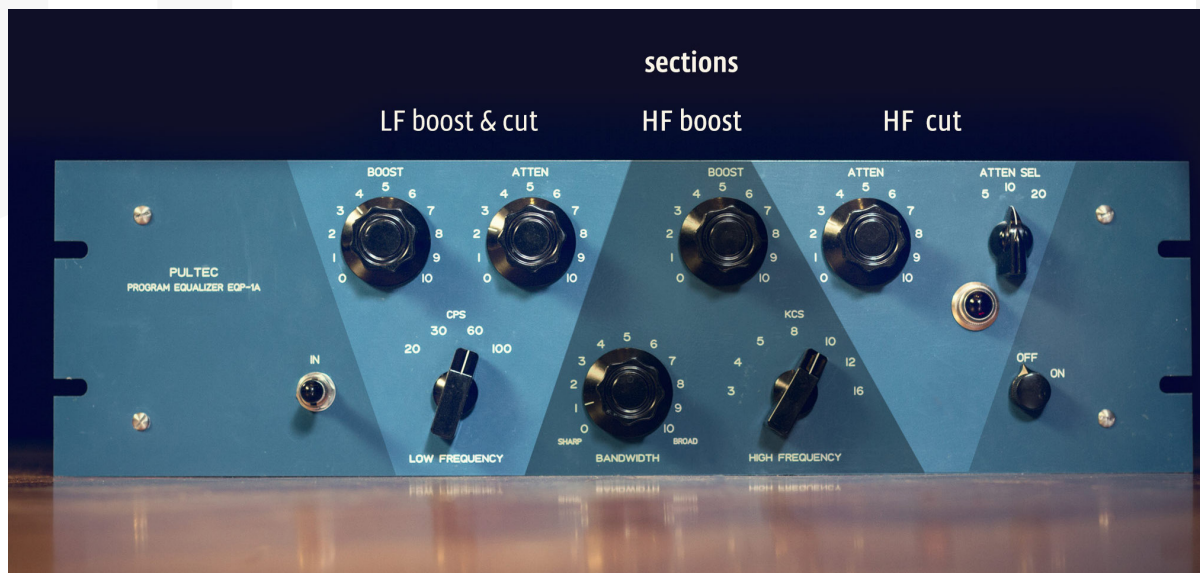 sections
LF boost & cut HF boost HF cut
BOOST ATTEN BOOST ATTEN ATTEN SEL
0 1 2 3 4 5 6 7 8 9 10
0 1 2 3 4 5 6 7 8 9 10
0 1 2 3 4 5 6 7 8 9 10
0 1 2 3 4 5 6 7 8 9 10
5 10 20
PULTEC
PROGRAM EQUALIZER EQP-1A
IN
CPS
20 30 60 100
LOW FREQUENCY
0 1 2 3 4 5 6 7 8 9 10
SHARP BROAD
BANDWIDTH
KCS
3 4 5 8 10 12 16
HIGH FREQUENCY
OFF ON